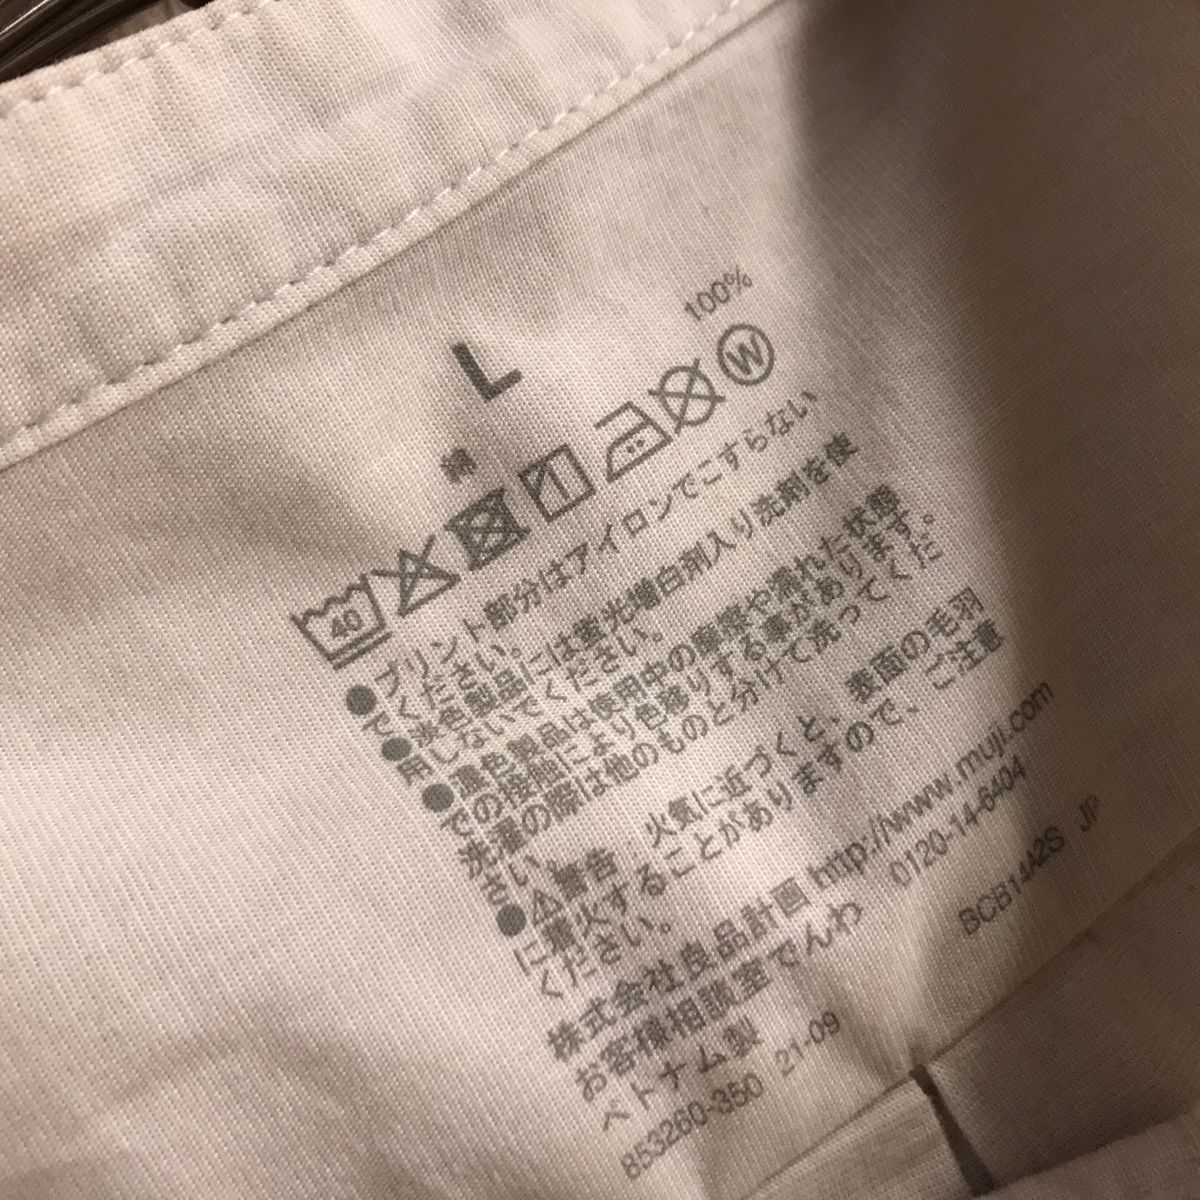 L
綿 100%
40 W
●プリント部分はアイロンでこすらない
でください。
●淡色製品には蛍光増白剤入り洗剤を使
用しないでください。
●濃色製品は使用中の摩擦や濡れた状態
での接触により色移りする事があります。
洗濯の際は他のものと分けて洗ってくだ
さい。
●⚠警告 火気に近づくと、表面の毛羽
に着火することがありますので、ご注意
ください。
株式会社良品計画 http://www.muji.com
お客様相談室でんわ 0120-14-6404
ベトナム製
853260-350 21-09 BCB14A2S JP